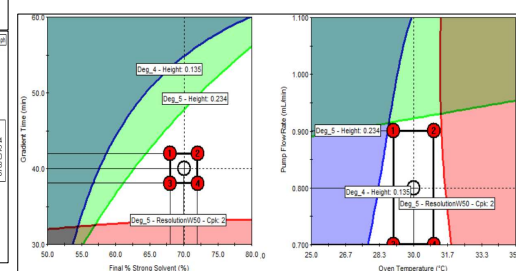 60.0
50.0
40.0
30.0
Gradient Time (min)
Deg_4 - Height: 0.135
Deg_5 - Height: 0.234
1
2
3
4
Deg_5 - ResolutionW50 - Cpk: 2
50.0
55.0
60.0
65.0
70.0
75.0
80.0
Final % Strong Solvent (%)
1.100
1.000
0.900
0.800
0.700
Pump Flow Rate (mL/min)
Deg_5 - Height: 0.234
1
2
Deg_4 - Height: 0.135
Deg_5 - ResolutionW50 - Cpk: 2
25.0
26.7
28.3
30.0
31.7
33.3
Oven Temperature (°C)